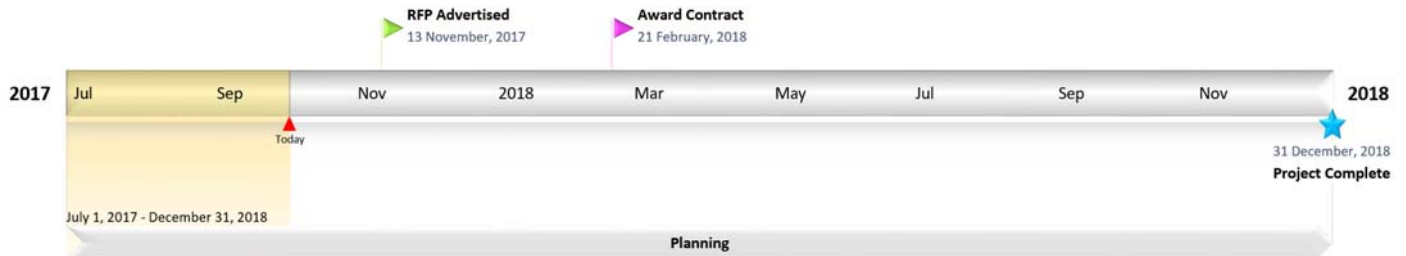 RFP Advertised
13 November, 2017
Award Contract
21 February, 2018
2017
Jul
Sep
Nov
2018
Mar
May
Jul
Sep
Nov
2018
Today
31 December, 2018
Project Complete
July 1, 2017 - December 31, 2018
Planning